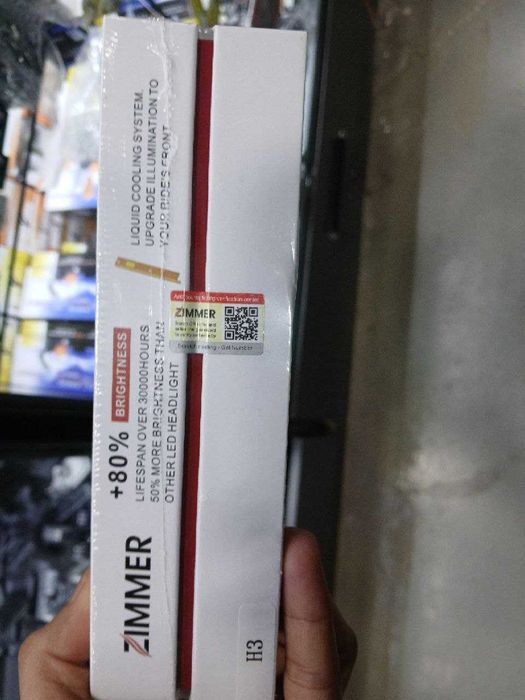 ZIMMER
+80% BRIGHTNESS
LIFESPAN OVER 30000HOURS
50% MORE BRIGHTNESS THAN
OTHER LED HEADLIGHT
LIQUID COOLING SYSTEM.
UPGRADE ILLUMINATION TO
YOUR RIDE'S FRONT
ZIMMER
H3